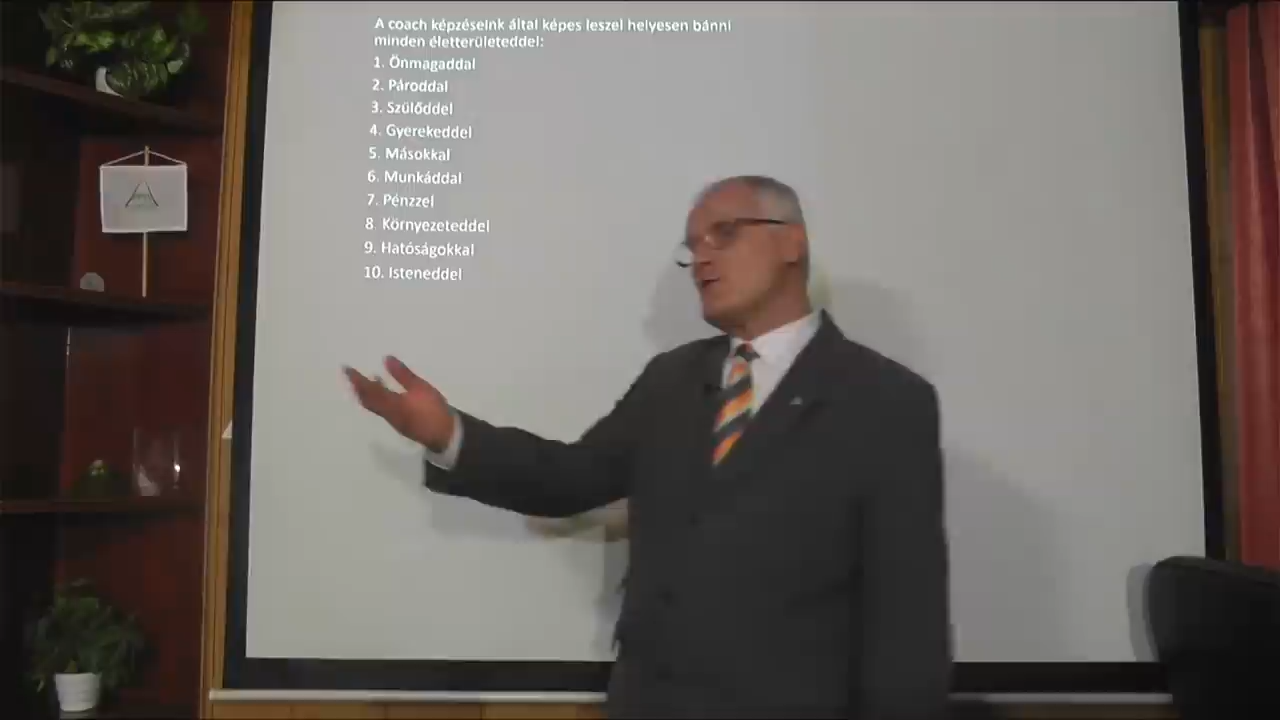 A coach képzéseink által képes leszel helyesen bánni
minden életterületeddel:
1. Önmagaddal
2. Pároddal
3. Szülőddel
4. Gyerekeddel
5. Másokkal
6. Munkáddal
7. Pénzzel
8. Környezeteddel
9. Hatóságokkal
10. Isteneddel